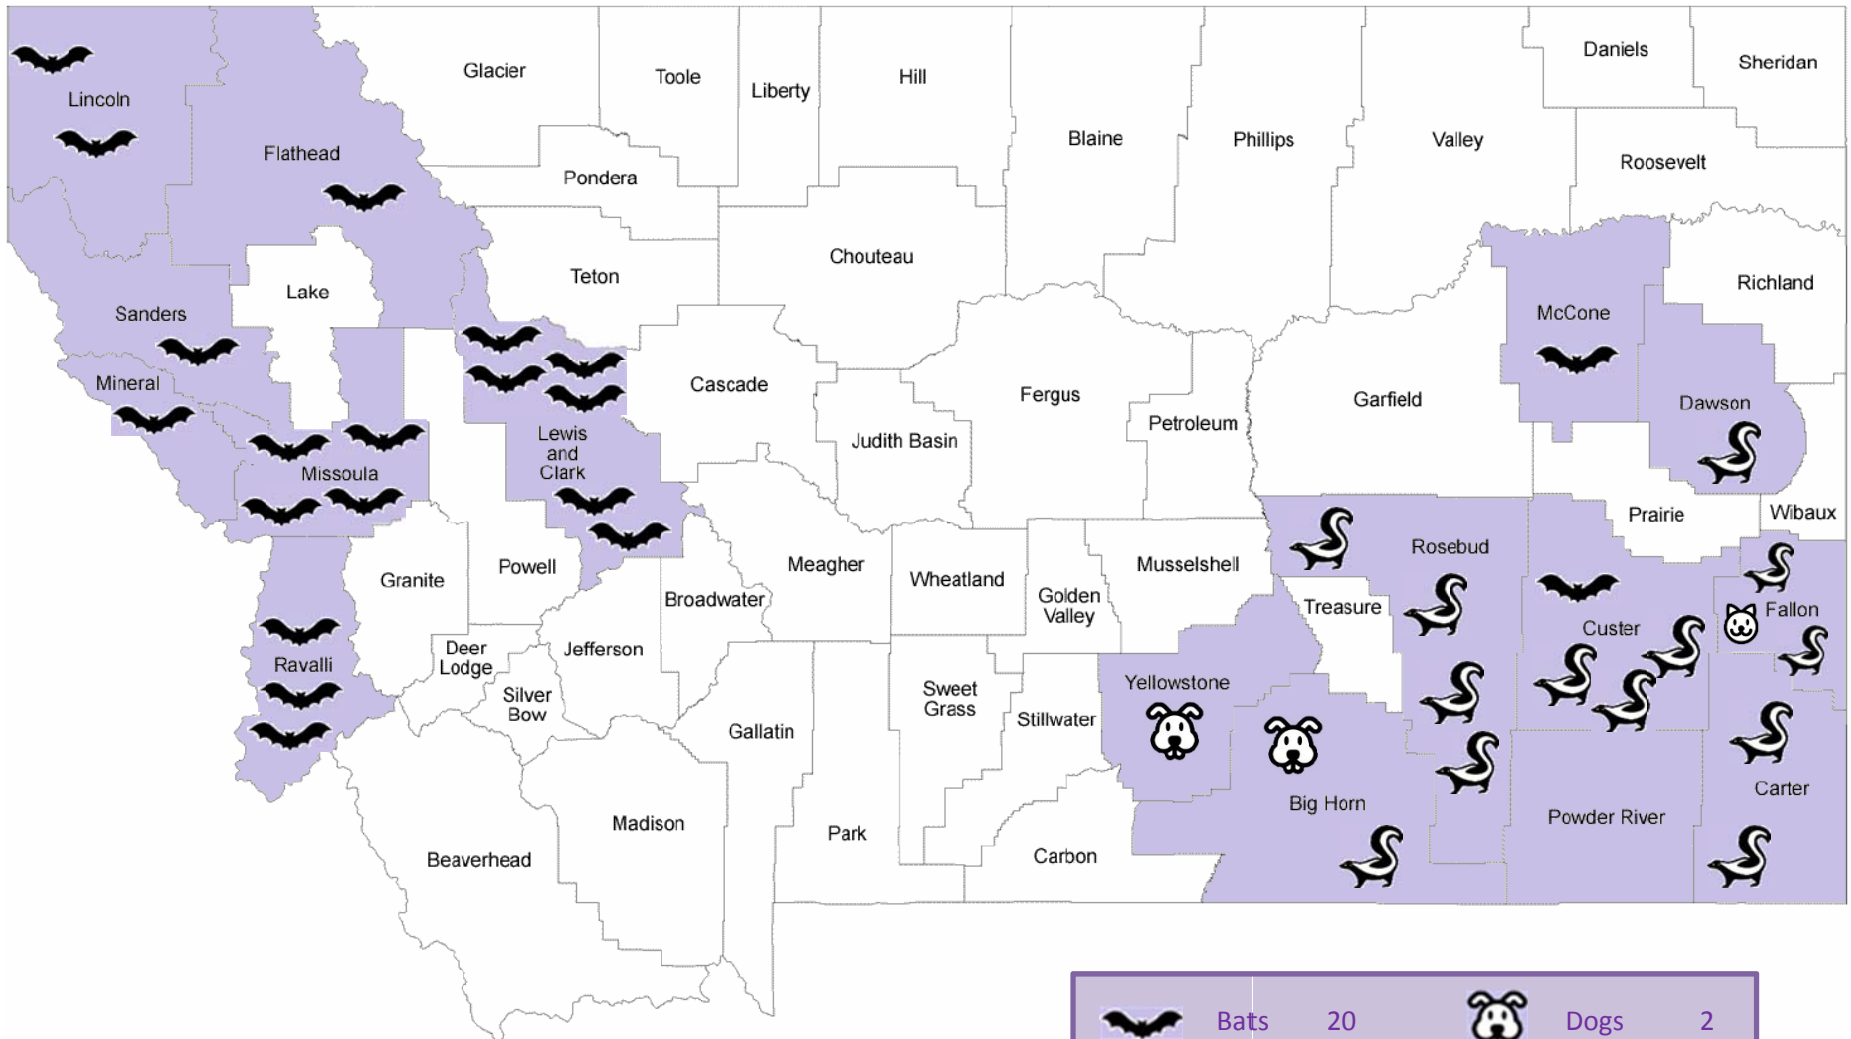 Glacier
Toole
Liberty
Hill
Blaine
Phillips
Valley
Daniels
Sheridan
Lincoln
Flathead
Pondera
Roosevelt
Teton
Chouteau
Richland
Sanders
Lake
McCone
Mineral
Cascade
Judith Basin
Fergus
Petroleum
Garfield
Dawson
Missoula
Lewis
and
Clark
Prairie
Wibaux
Granite
Powell
Meagher
Wheatland
Golden
Valley
Musselshell
Rosebud
Treasure
Broadwater
Custer
Fallon
Ravalli
Deer
Lodge
Jefferson
Silver
Bow
Sweet
Grass
Stillwater
Yellowstone
Gallatin
Madison
Park
Carbon
Big Horn
Powder River
Carter
Beaverhead
Bats 20 Dogs 2